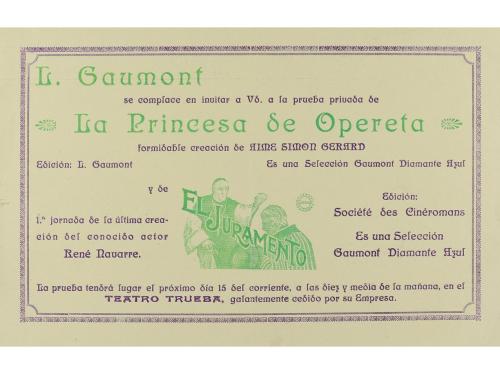 L. Gaumont
se complace en invitar a Vd. a la prueba privada de
La Princesa de Opereta
formidable creación de AIME SIMON GERARD
Edición: L. Gaumont
Es una Selección Gaumont Diamante Azul
y de
1.ª jornada de la última crea-
ción del conocido actor
René Navarre.
EL JURAMENTO
Edición:
Société des Cinéromans
Es una Selección
Gaumont Diamante Azul
La prueba tendrá lugar el próximo día 15 del corriente, a las diez y media de la mañana, en el
TEATRO TRUEBA, galantemente cedido por su Empresa.